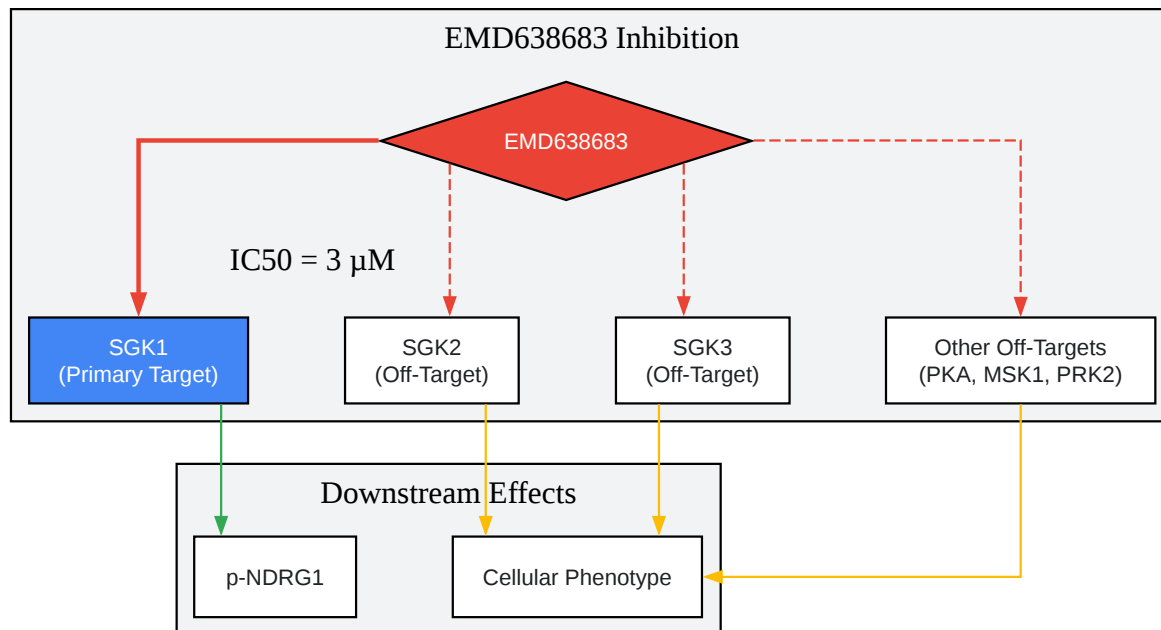 EMD638683 Inhibition
EMD638683
IC50 = 3 µM
SGK1
(Primary Target)
SGK2
(Off-Target)
SGK3
(Off-Target)
Other Off-Targets
(PKA, MSK1, PRK2)
Downstream Effects
p-NDRG1
Cellular Phenotype